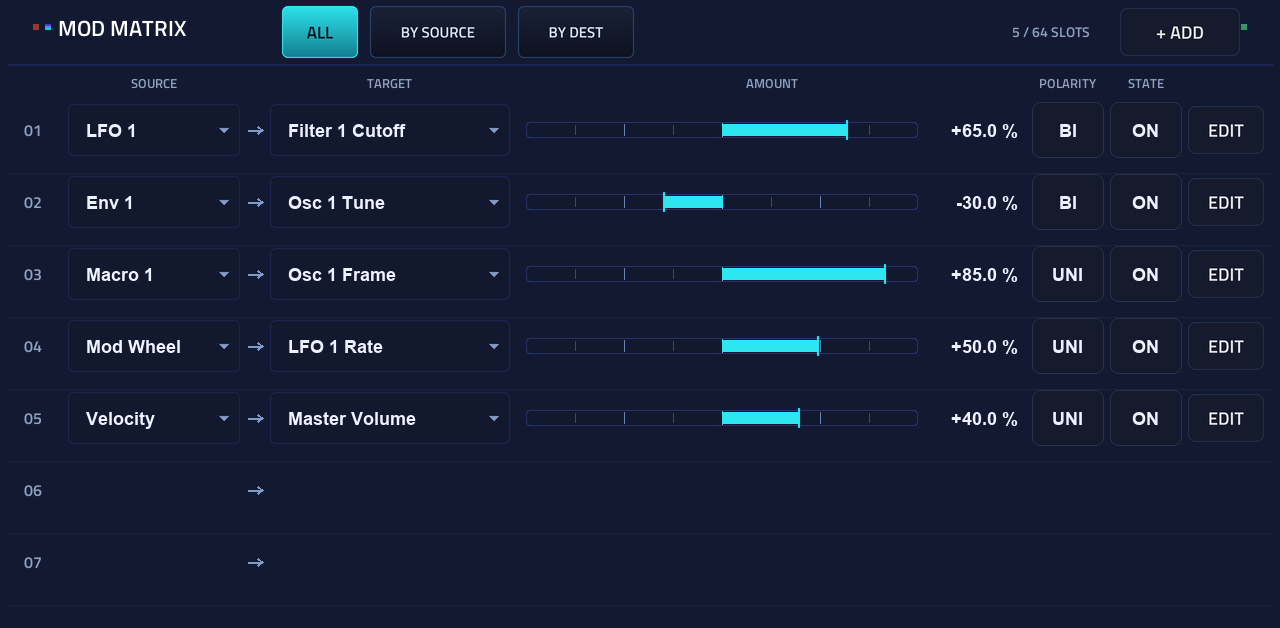 MOD MATRIX ALL BY SOURCE BY DEST 5 / 64 SLOTS + ADD
SOURCE TARGET AMOUNT POLARITY STATE
01 LFO 1 → Filter 1 Cutoff +65.0 % BI ON EDIT
02 Env 1 → Osc 1 Tune -30.0 % BI ON EDIT
03 Macro 1 → Osc 1 Frame +85.0 % UNI ON EDIT
04 Mod Wheel → LFO 1 Rate +50.0 % UNI ON EDIT
05 Velocity → Master Volume +40.0 % UNI ON EDIT
06 →
07 →